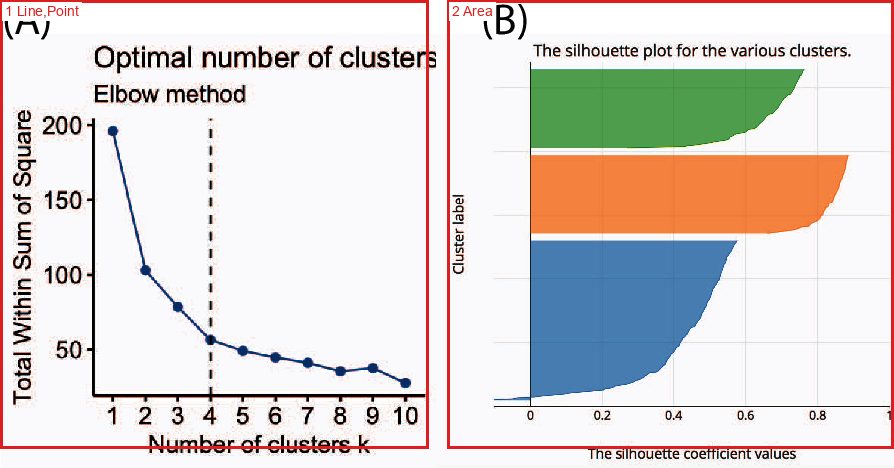 1 Line,Point
(A)
Optimal number of clusters
Elbow method
Total Within Sum of Square
200
150
100
50
1 2 3 4 5 6 7 8 9 10
Number of clusters k
2 Area
(B)
The silhouette plot for the various clusters.
Cluster label
0 0.2 0.4 0.6 0.8 1
The silhouette coefficient values